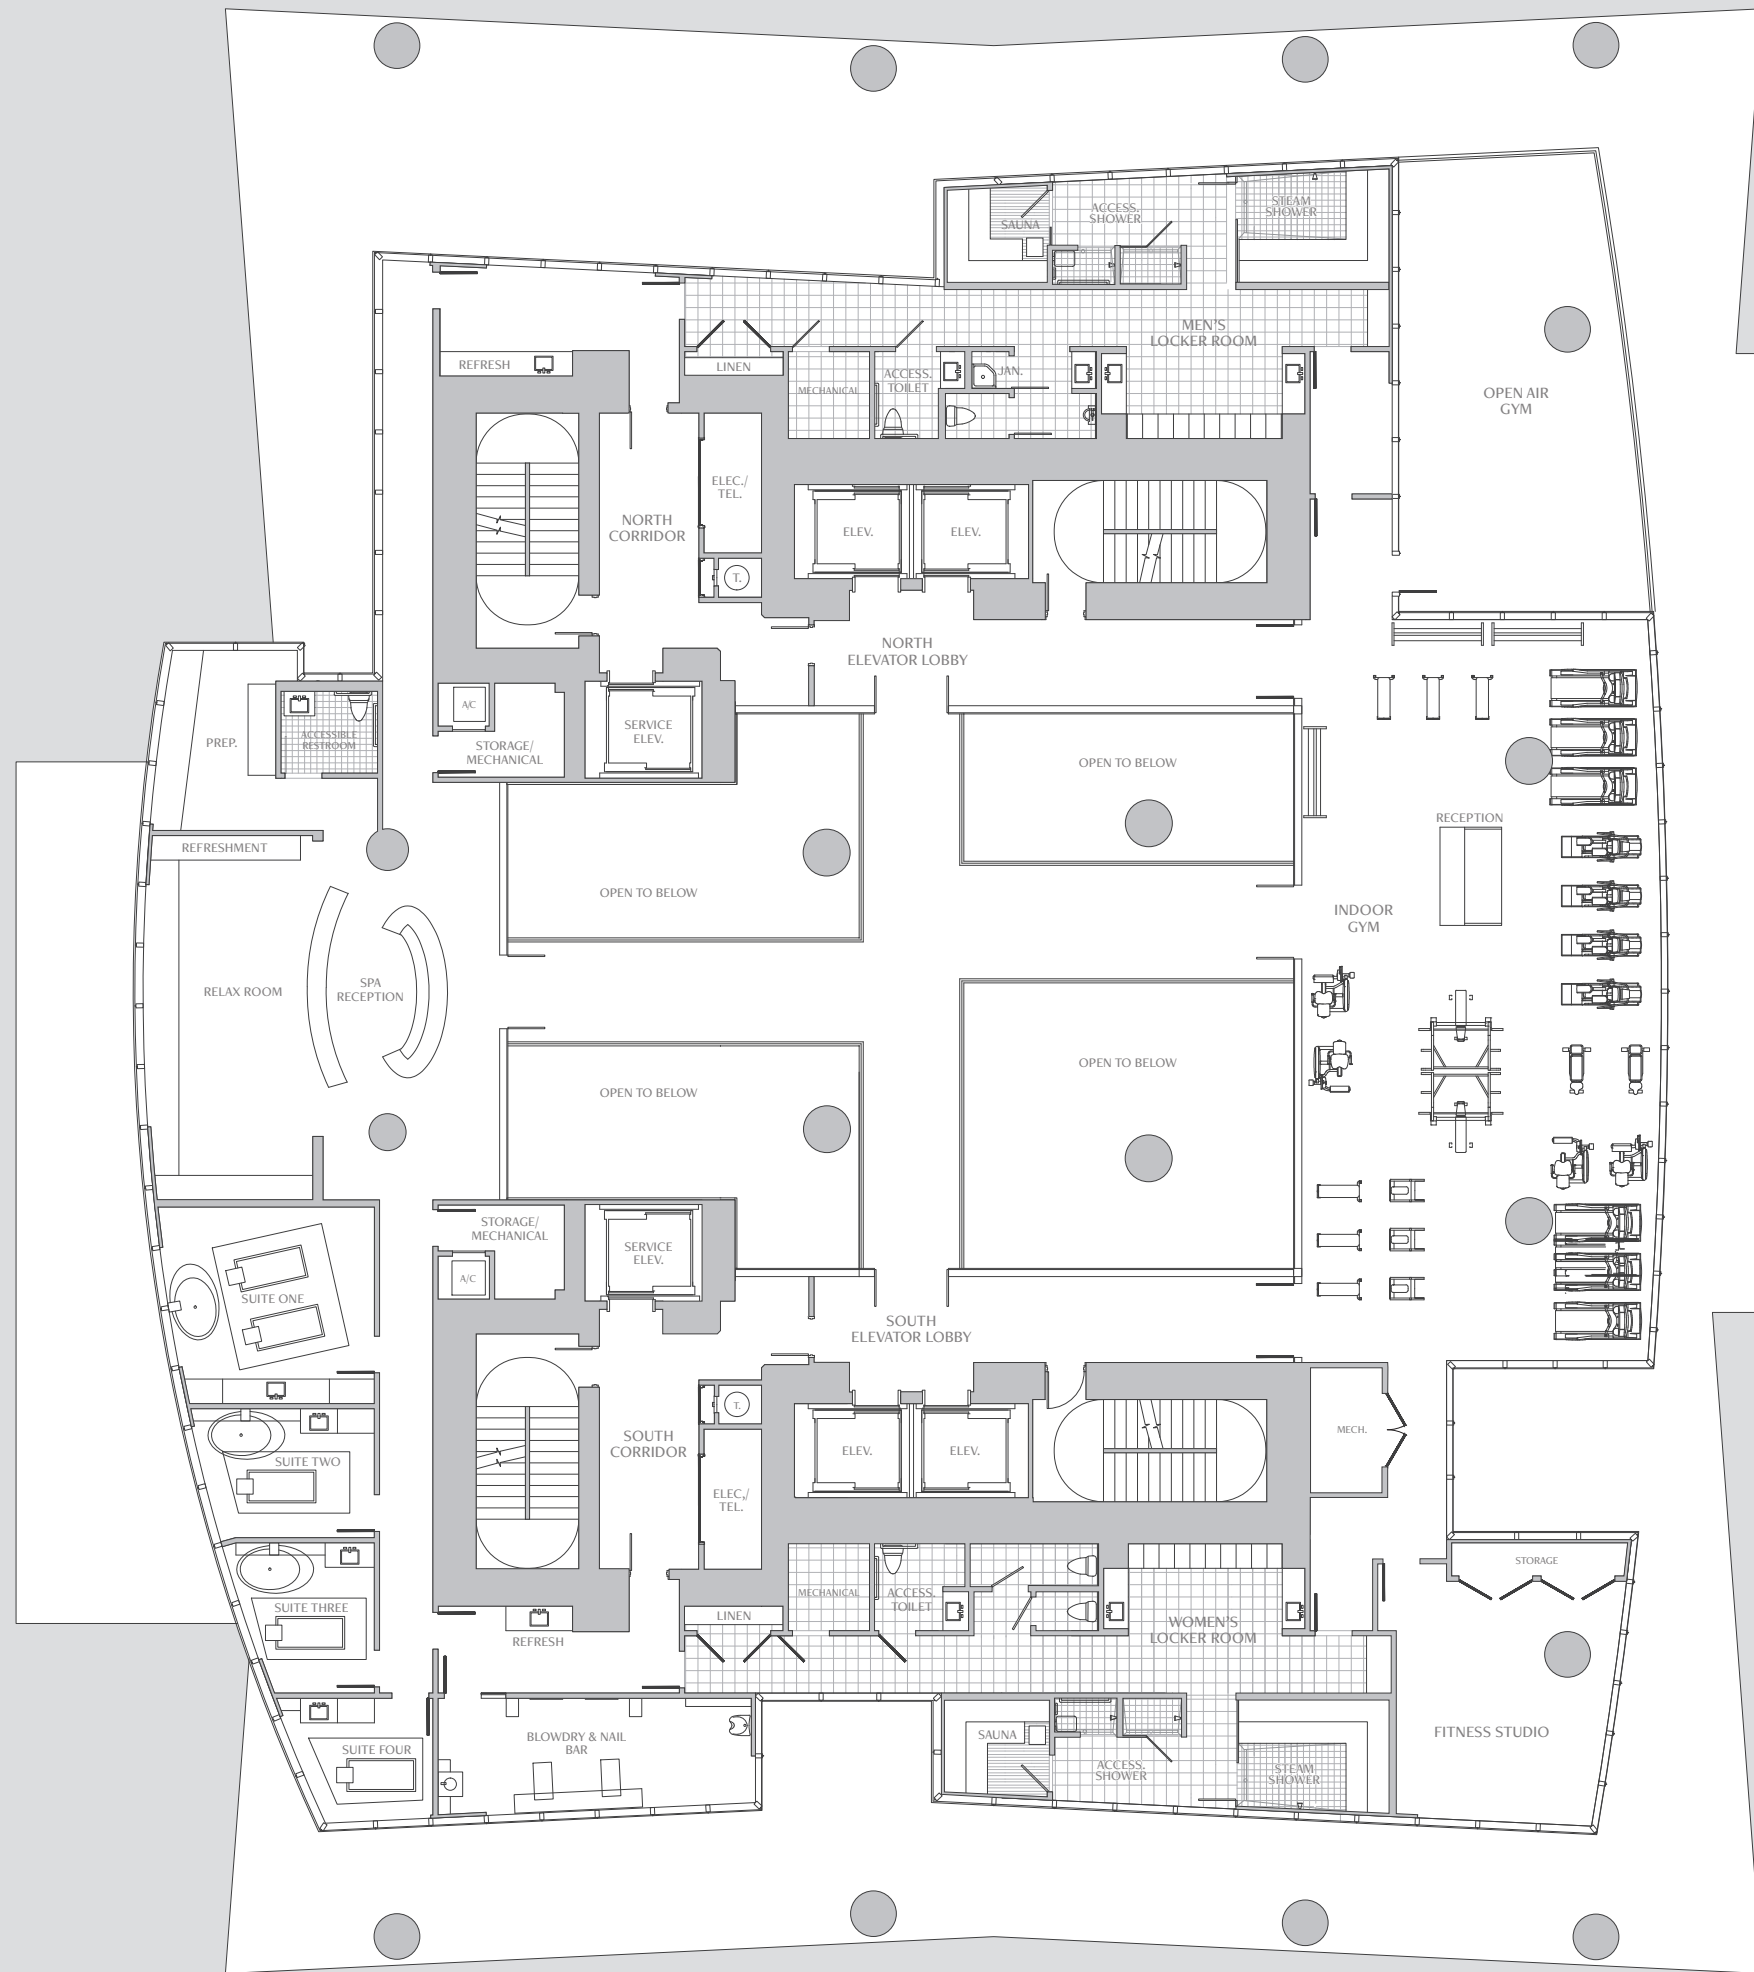 SAUNA
ACCESS.
SHOWER
STEAM
SHOWER
MEN'S
LOCKER ROOM
REFRESH
LINEN
MECHANICAL
ACCESS.
TOILET
JAN.
OPEN AIR
GYM
ELEC./
TEL.
NORTH
CORRIDOR
ELEV.
ELEV.
T.
NORTH
ELEVATOR LOBBY
A/C
SERVICE
ELEV.
STORAGE/
MECHANICAL
PREP.
ACCESSIBLE
RESTROOM
OPEN TO BELOW
RECEPTION
REFRESHMENT
OPEN TO BELOW
INDOOR
GYM
RELAX ROOM
SPA
RECEPTION
OPEN TO BELOW
OPEN TO BELOW
STORAGE/
MECHANICAL
SERVICE
ELEV.
A/C
SUITE ONE
SOUTH
ELEVATOR LOBBY
T.
MECH.
SOUTH
CORRIDOR
ELEV.
ELEV.
SUITE TWO
ELEC./
TEL.
STORAGE
MECHANICAL
ACCESS.
TOILET
SUITE THREE
LINEN
WOMEN'S
LOCKER ROOM
REFRESH
SUITE FOUR
BLOWDRY & NAIL
BAR
SAUNA
ACCESS.
SHOWER
STEAM
SHOWER
FITNESS STUDIO